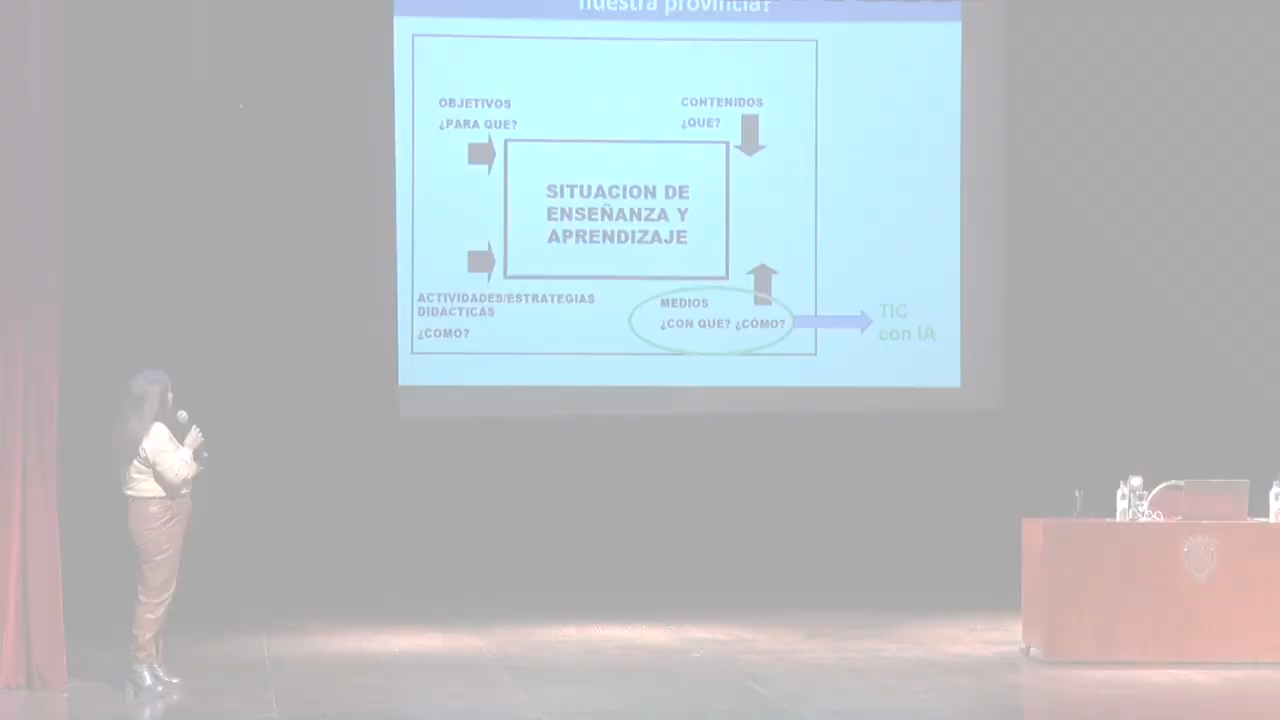 nuestra provincia?
OBJETIVOS
¿PARA QUE?
CONTENIDOS
¿QUE?
SITUACION DE
ENSEÑANZA Y
APRENDIZAJE
ACTIVIDADES/ESTRATEGIAS
DIDACTICAS
¿COMO?
MEDIOS
¿CON QUE? ¿CÓMO?
TIC
con IA